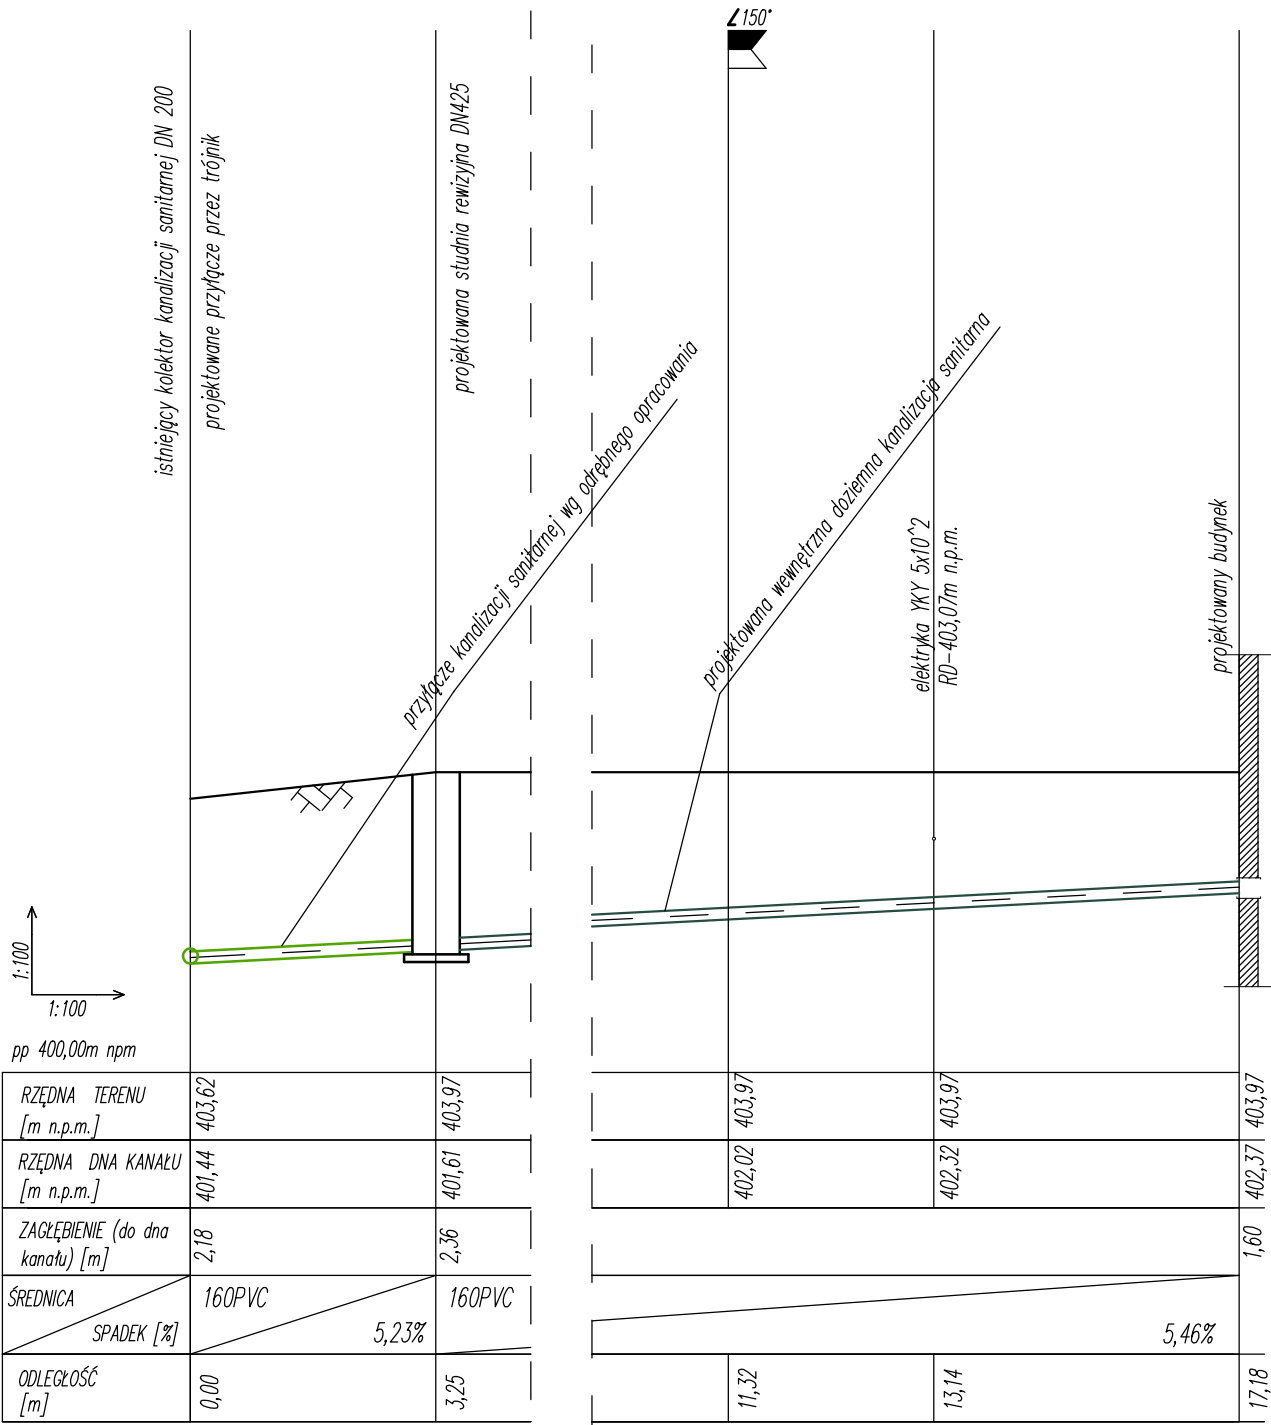 ∠150°
istniejący kolektor kanalizacji sanitarnej DN 200
projektowane przyłącze przez trójnik
projektowana studnia rewizyjna DN425
przyłącze kanalizacji sanitarnej wg odrębnego opracowania
projektowana wewnętrzna doziemna kanalizacja sanitarna
elektryka YKY 5x10^2
RD-403,07m n.p.m.
projektowany budynek
1:100
1:100
pp 400,00m npm
RZĘDNA TERENU
[m n.p.m.]
403,62
403,97
403,97
403,97
403,97
RZĘDNA DNA KANAŁU
[m n.p.m.]
401,44
401,61
402,02
402,32
402,37
ZAGŁĘBIENIE (do dna
kanału) [m]
2,18
2,36
1,60
ŚREDNICA
SPADEK [%]
160PVC
5,23%
160PVC
5,46%
ODLEGŁOŚĆ
[m]
0,00
3,25
11,32
13,14
17,18